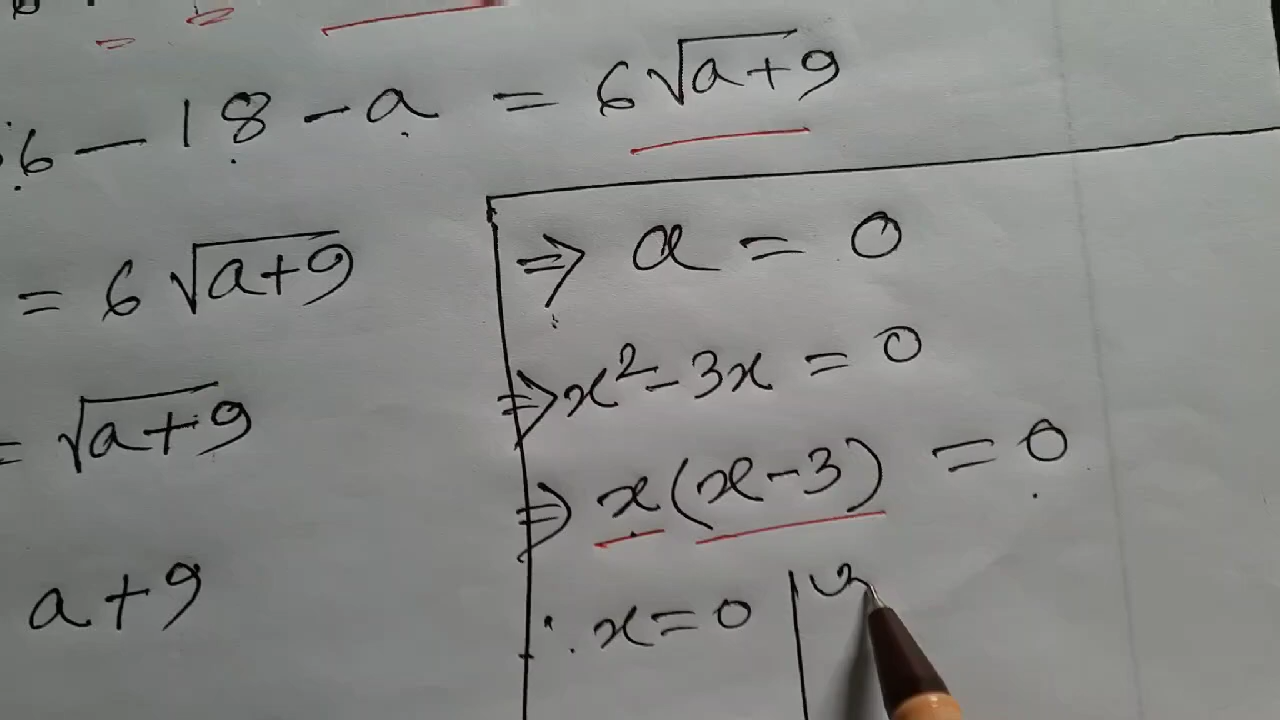 6 - 18 - a = 6√(a+9)
= 6√(a+9)
= √(a+9)
a + 9
⇒ a = 0
⇒ x² - 3x = 0
⇒ x(x-3) = 0
∴ x = 0 |